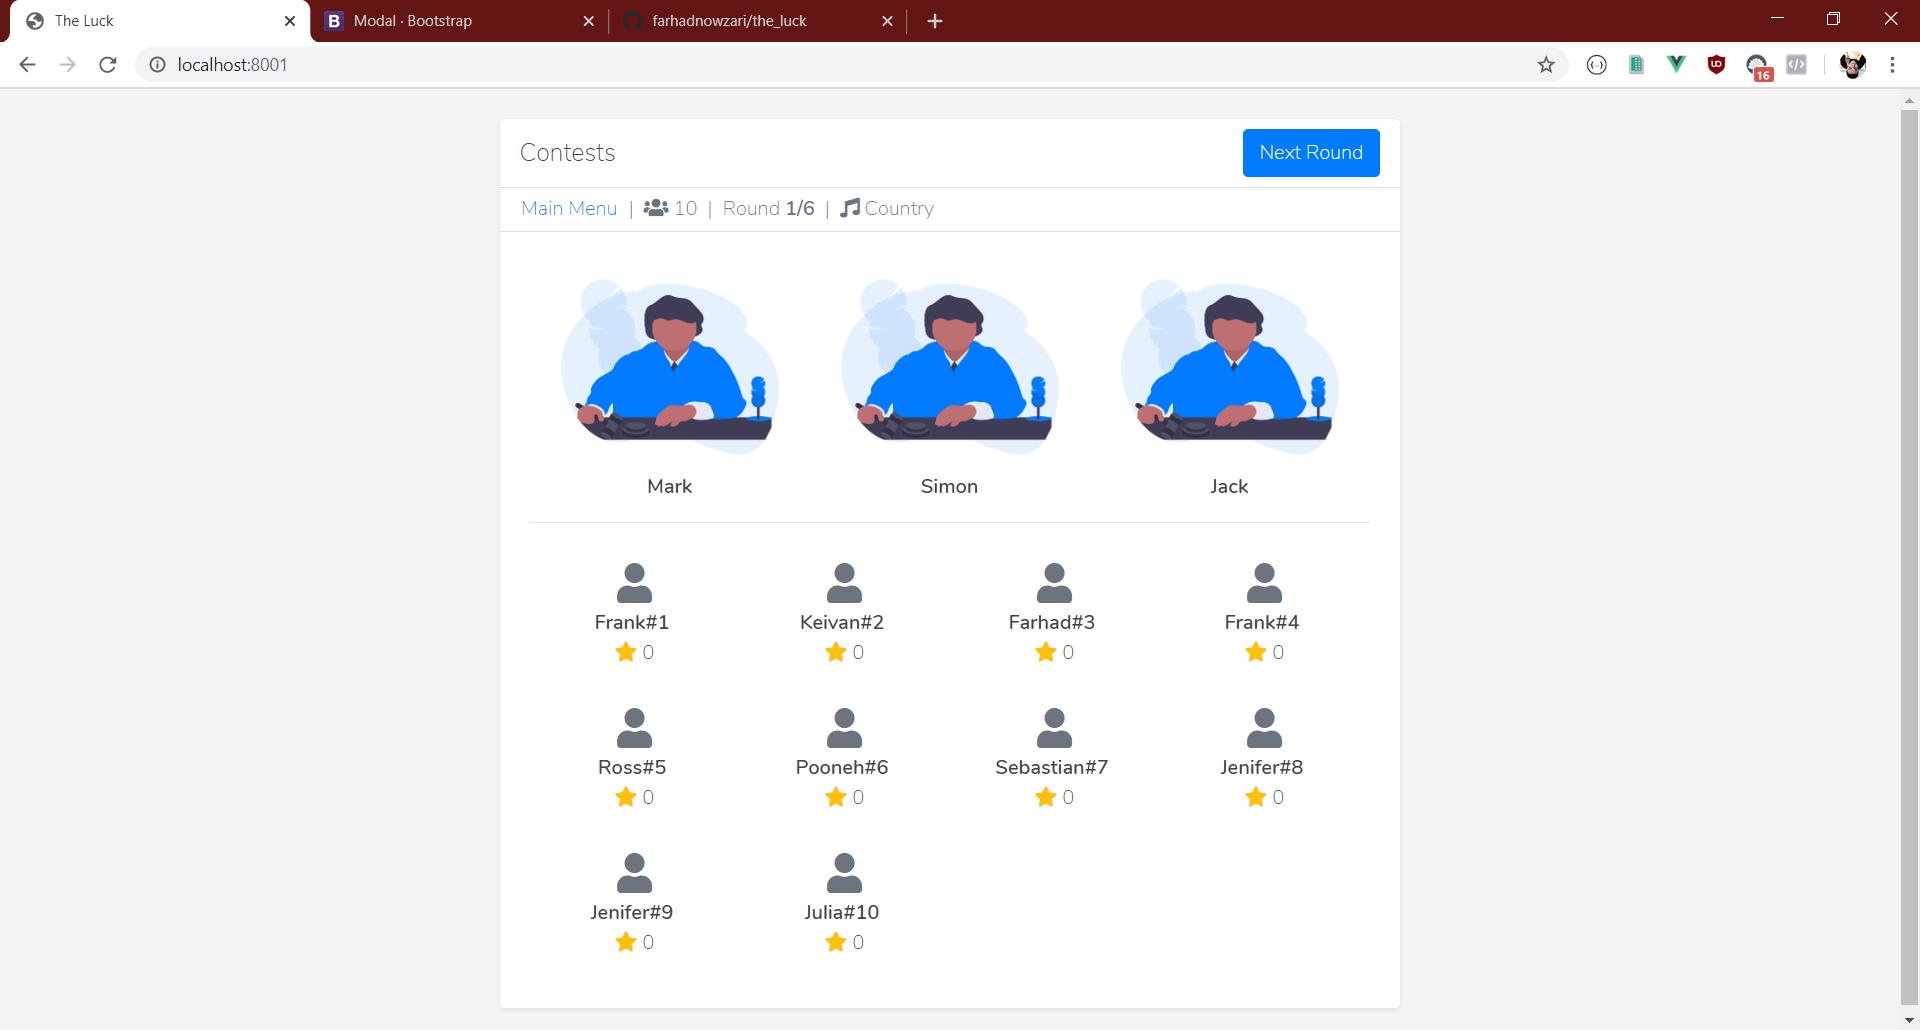 The Luck
Modal · Bootstrap
farhadnowzari/the_luck
localhost:8001
16
Contests
Next Round
Main Menu | 10 | Round 1/6 | Country
Mark
Simon
Jack
Frank#1
Keivan#2
Farhad#3
Frank#4
0
0
0
0
Ross#5
Pooneh#6
Sebastian#7
Jenifer#8
0
0
0
0
Jenifer#9
Julia#10
0
0